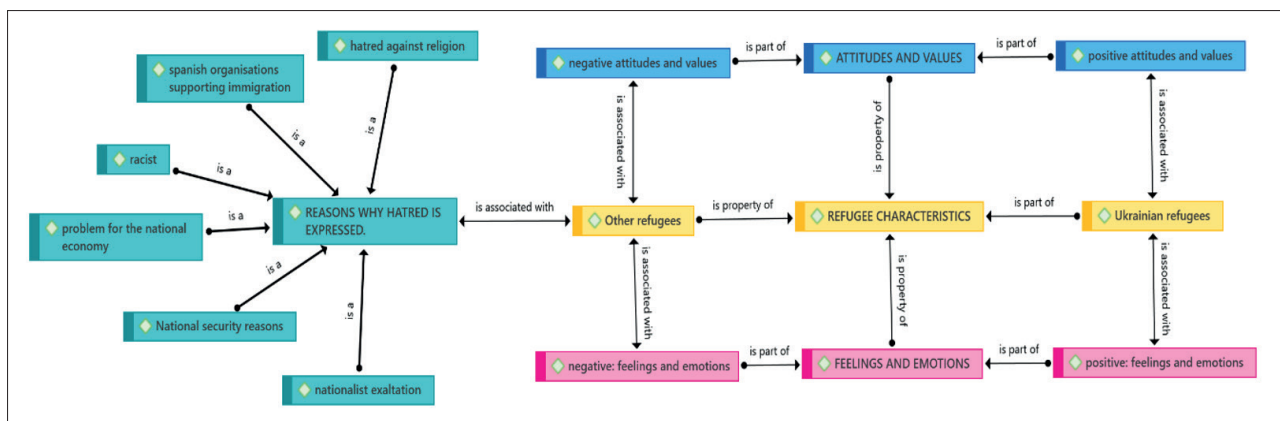 hatred against religion
spanish organisations
supporting immigration
is a
is a
racist
is a
problem for the national
economy
is a
REASONS WHY HATRED IS
EXPRESSED.
is a
National security reasons
is a
nationalist exaltation
is associated with
negative attitudes and values
is part of
ATTITUDES AND VALUES
is part of
positive attitudes and values
is associated with
is property of
is associated with
Other refugees
is property of
REFUGEE CHARACTERISTICS
is part of
Ukrainian refugees
is associated with
is property of
is associated with
negative: feelings and emotions
is part of
FEELINGS AND EMOTIONS
is part of
positive: feelings and emotions